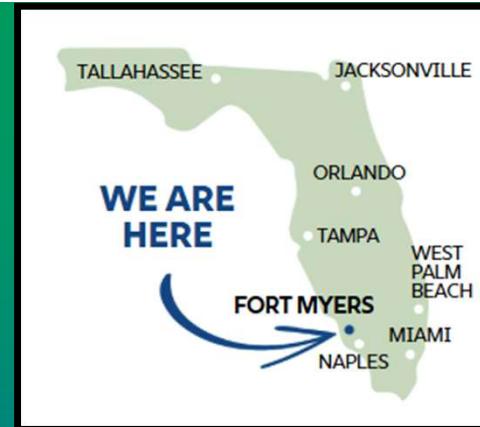 TALLAHASSEE
JACKSONVILLE
ORLANDO
WE ARE
HERE
TAMPA
WEST
PALM
BEACH
FORT MYERS
MIAMI
NAPLES